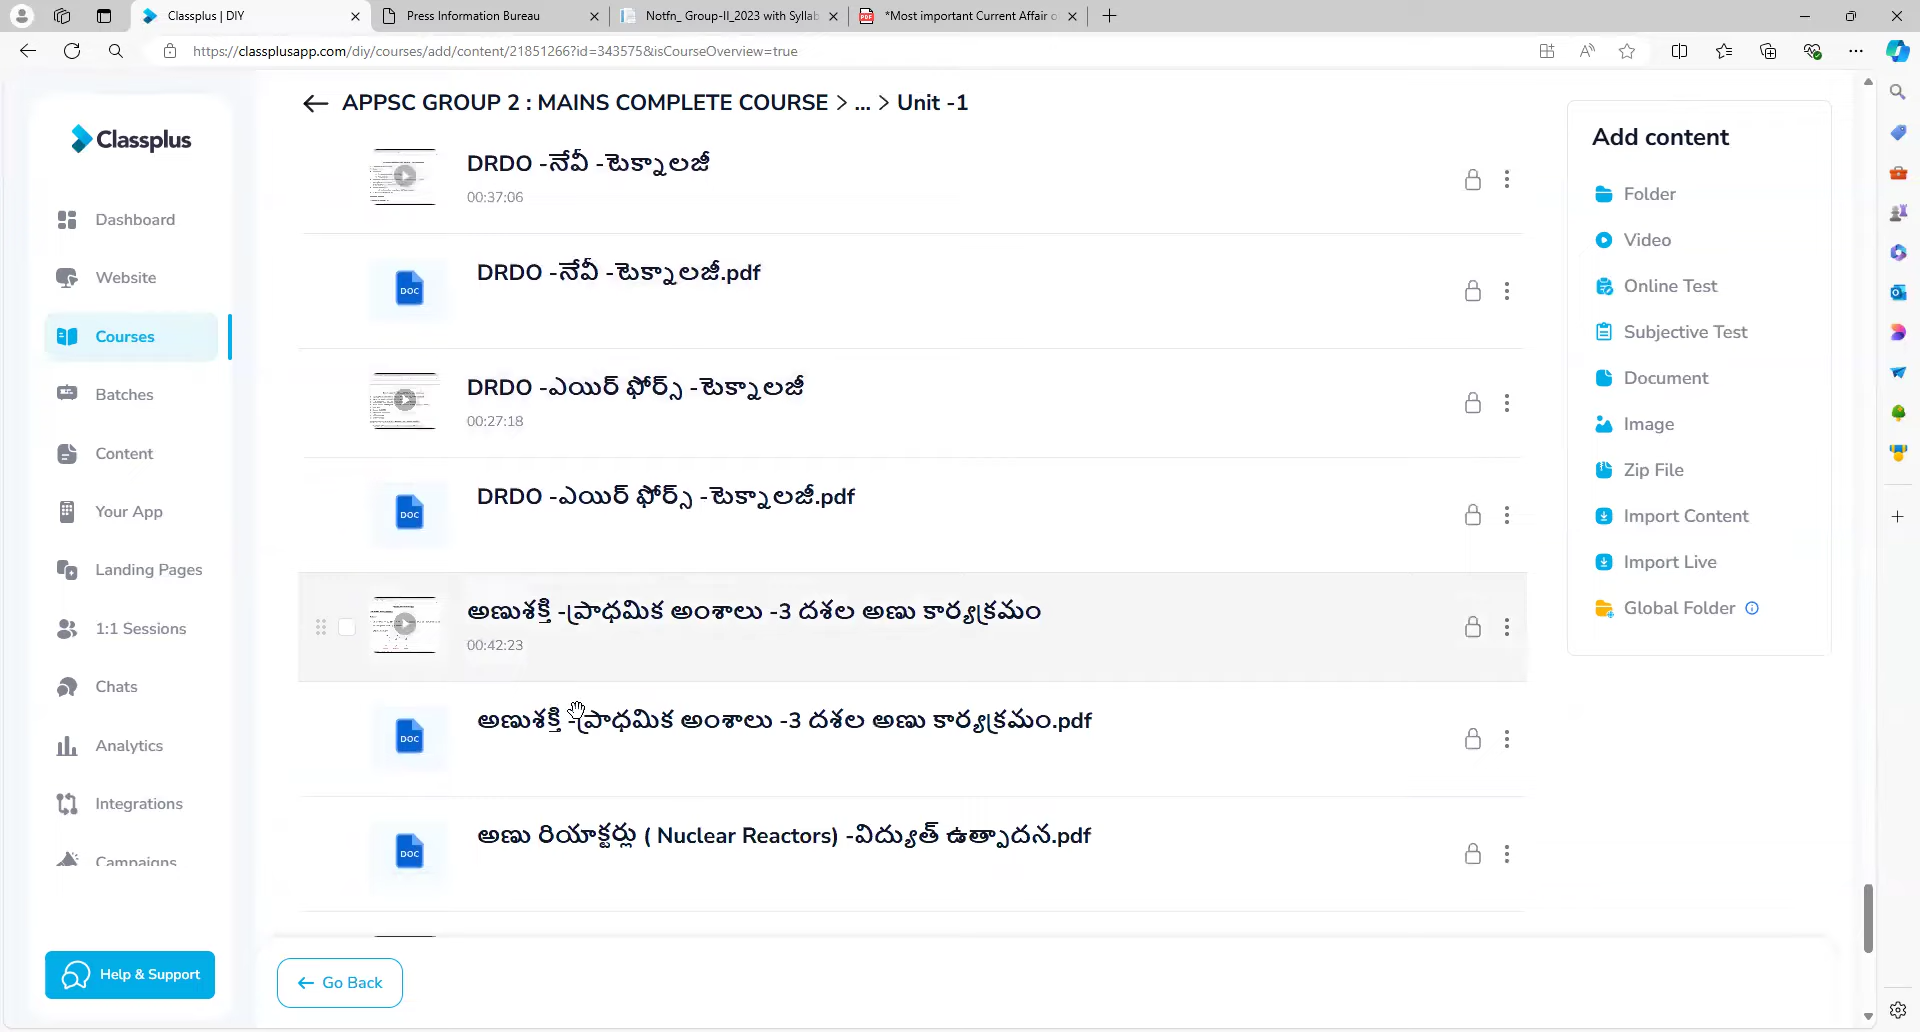 Classplus | DIY
Press Information Bureau
Notfn_ Group-II_2023 with Syllab
*Most important Current Affair o
https://classplusapp.com/diy/courses/add/content/21851266?id=343575&isCourseOverview=true
Classplus
Dashboard
Website
Courses
Batches
Content
Your App
Landing Pages
1:1 Sessions
Chats
Analytics
Integrations
Campaigns
Help & Support
APPSC GROUP 2 : MAINS COMPLETE COURSE > ... > Unit -1
DRDO -నేవీ -టెక్నాలజీ
00:37:06
DRDO -నేవీ -టెక్నాలజీ.pdf
DOC
DRDO -ఎయిర్ ఫోర్స్ -టెక్నాలజీ
00:27:18
DRDO -ఎయిర్ ఫోర్స్ -టెక్నాలజీ.pdf
DOC
అణుశక్తి -ప్రాధమిక అంశాలు -3 దశల అణు కార్యక్రమం
00:42:23
అణుశక్తి -ప్రాధమిక అంశాలు -3 దశల అణు కార్యక్రమం.pdf
DOC
అణు రియాక్టర్లు ( Nuclear Reactors) -విద్యుత్ ఉత్పాదన.pdf
DOC
Go Back
Add content
Folder
Video
Online Test
Subjective Test
Document
Image
Zip File
Import Content
Import Live
Global Folder